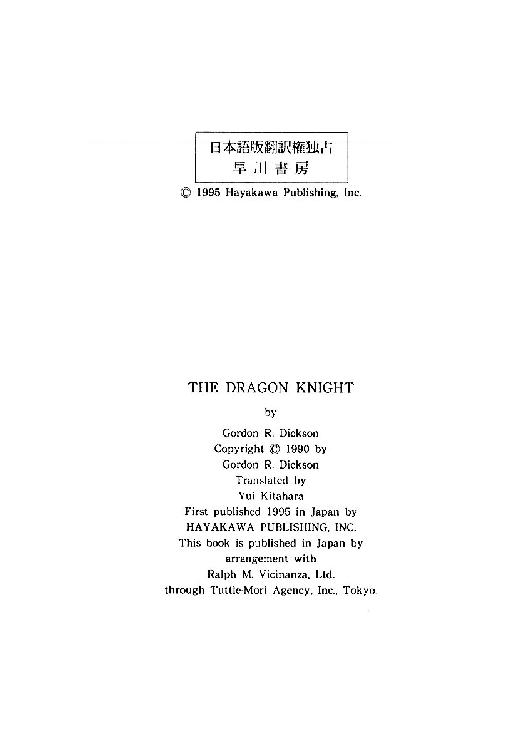 日本語版翻訳権独占
早川書房
© 1995 Hayakawa Publishing, Inc.
THE DRAGON KNIGHT
by
Gordon R. Dickson
Copyright © 1990 by
Gordon R. Dickson
Translated by
Yui Kitahara
First published 1995 in Japan by
HAYAKAWA PUBLISHING, INC.
This book is published in Japan by
arrangement with
Ralph M. Vicinanza, Ltd.
through Tuttle-Mori Agency, Inc., Tokyo.